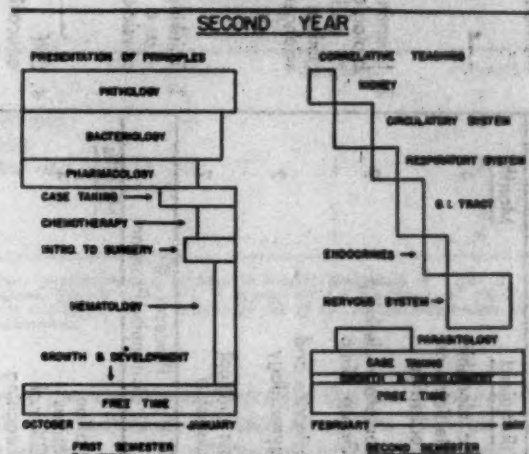 SECOND YEAR
PRESENTATION OF PRINCIPLES
PATHOLOGY
BACTERIOLOGY
PHARMACOLOGY
CASE TAKING
CHEMOTHERAPY
INTRO. TO SURGERY
HEMATOLOGY
GROWTH & DEVELOPMENT
FREE TIME
OCTOBER JANUARY
FIRST SEMESTER
CORRELATIVE TEACHING
KIDNEY
CIRCULATORY SYSTEM
RESPIRATORY SYSTEM
G.I. TRACT
ENDOCRINES
NERVOUS SYSTEM
PARASITOLOGY
CASE TAKING
GROWTH & DEVELOPMENT
FREE TIME
FEBRUARY MAY
SECOND SEMESTER